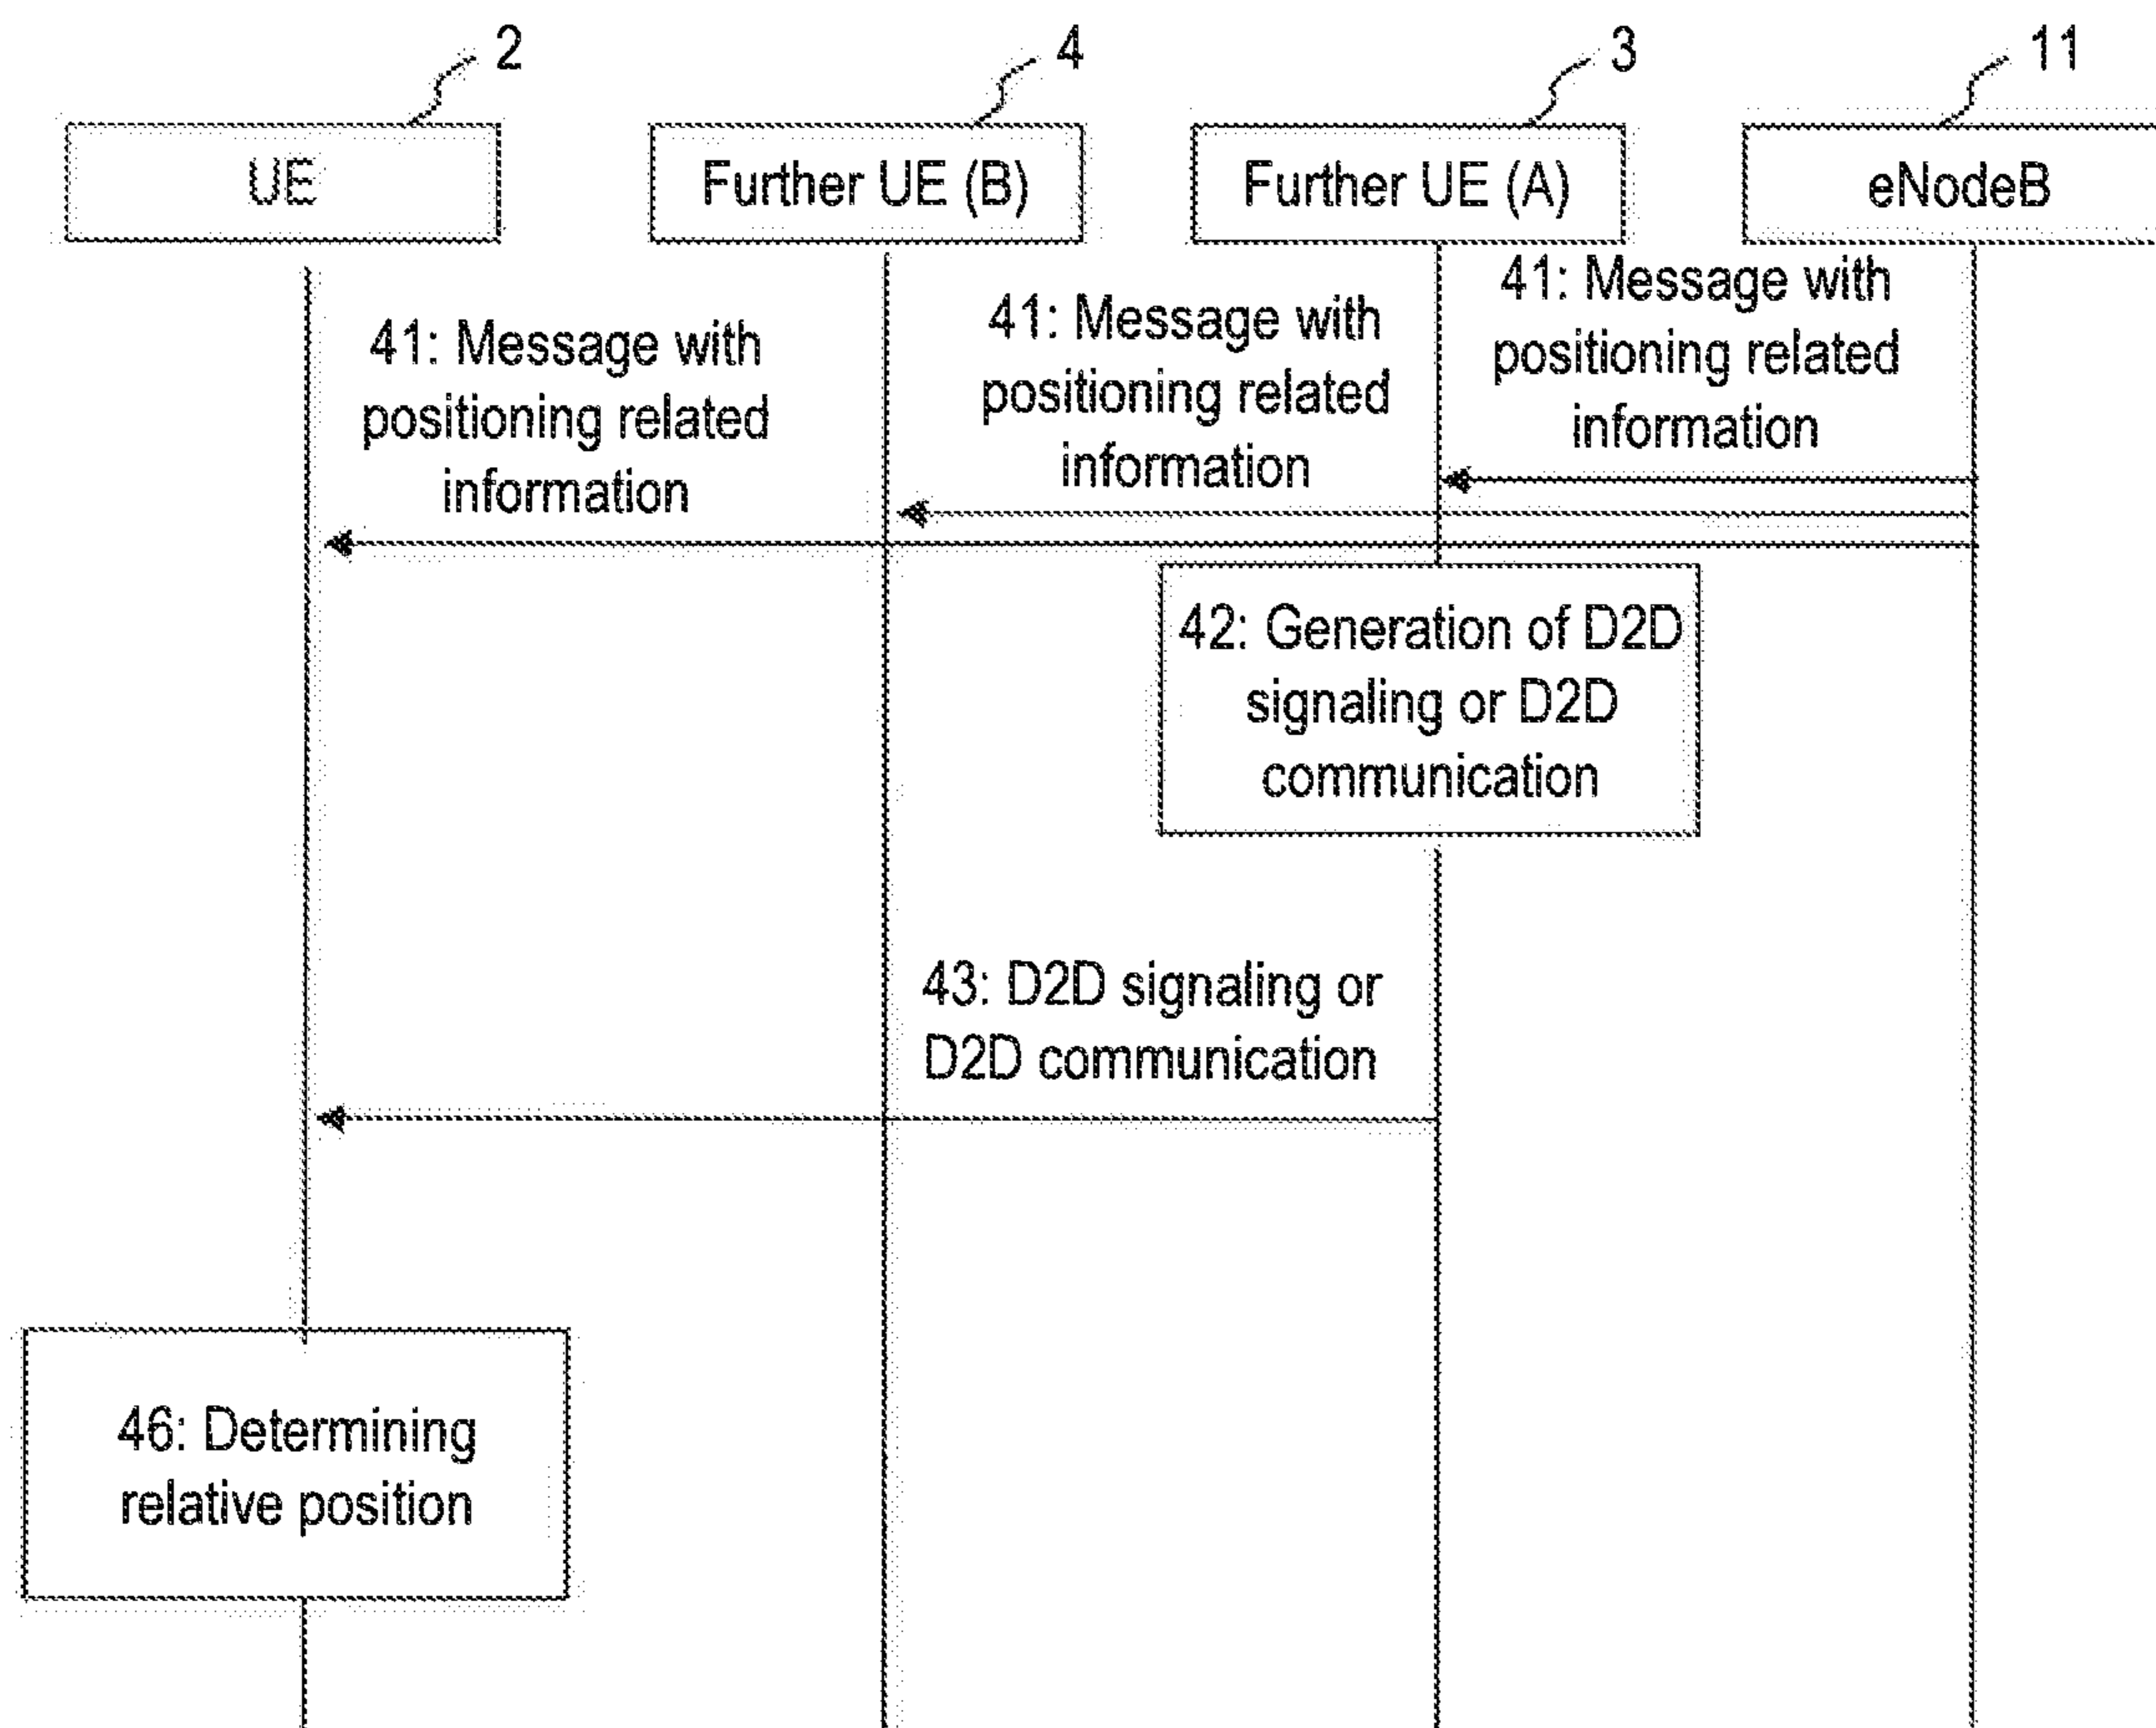 2
4
3
11
UE
Further UE (B)
Further UE (A)
eNodeB
41: Message with
positioning related
information
41: Message with
positioning related
information
41: Message with
positioning related
information
42: Generation of D2D
signaling or D2D
communication
43: D2D signaling or
D2D communication
46: Determining
relative position